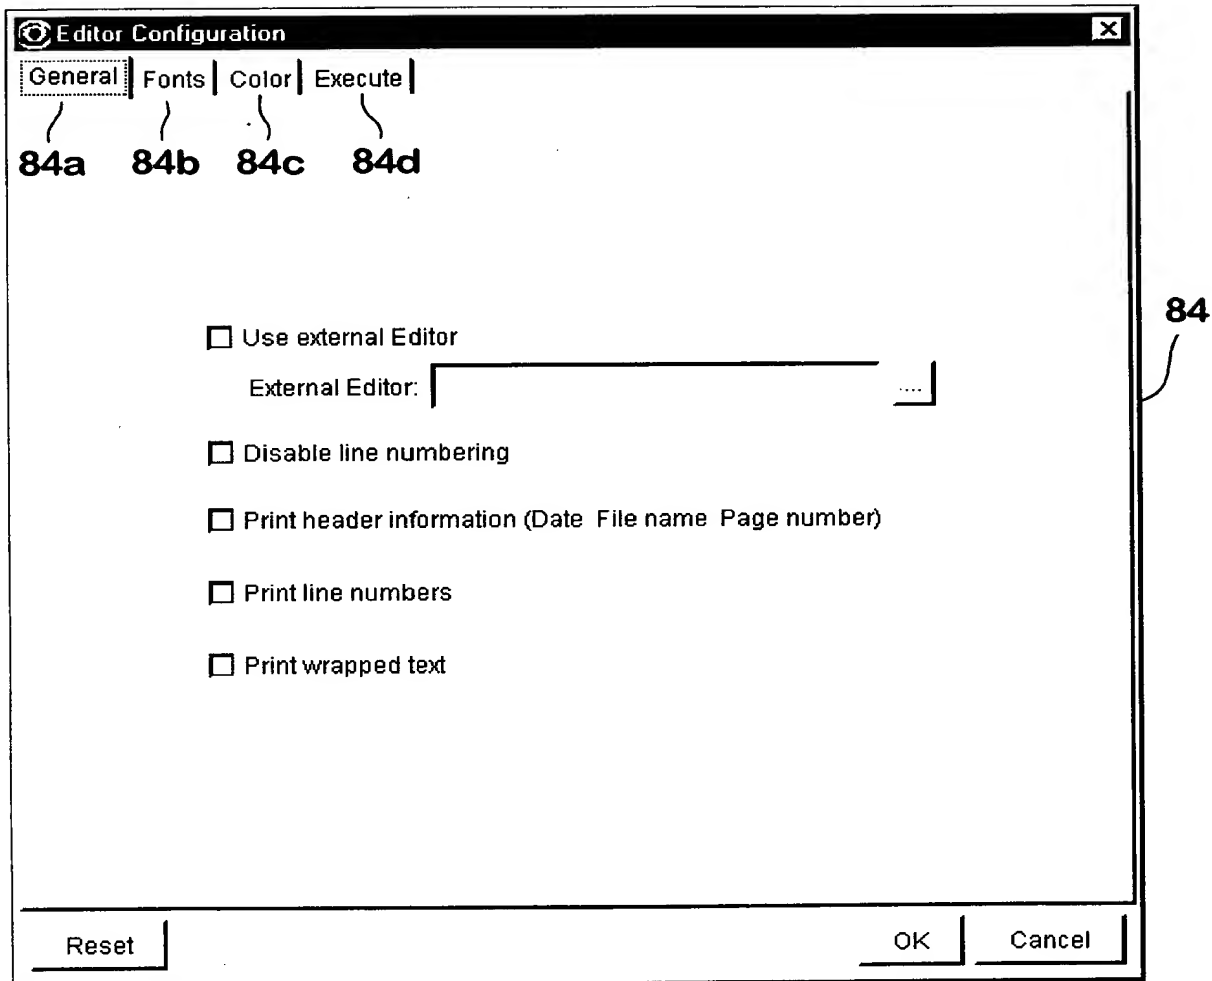 Editor Configuration
General Fonts Color Execute
84a 84b 84c 84d
84
Use external Editor
External Editor: ....
Disable line numbering
Print header information (Date File name Page number)
Print line numbers
Print wrapped text
Reset OK Cancel